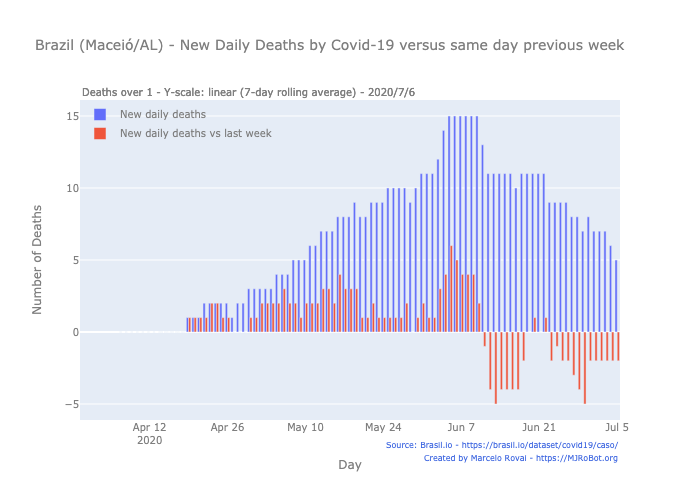 Brazil (Maceió/AL) - New Daily Deaths by Covid-19 versus same day previous week
Deaths over 1 - Y-scale: linear (7-day rolling average) - 2020/7/6
New daily deaths
New daily deaths vs last week
15
10
5
0
−5
Number of Deaths
Apr 12
2020
Apr 26
May 10
May 24
Jun 7
Jun 21
Jul 5
Day
Source: Brasil.io - https://brasil.io/dataset/covid19/caso/
Created by Marcelo Rovai - https://MJRoBot.org